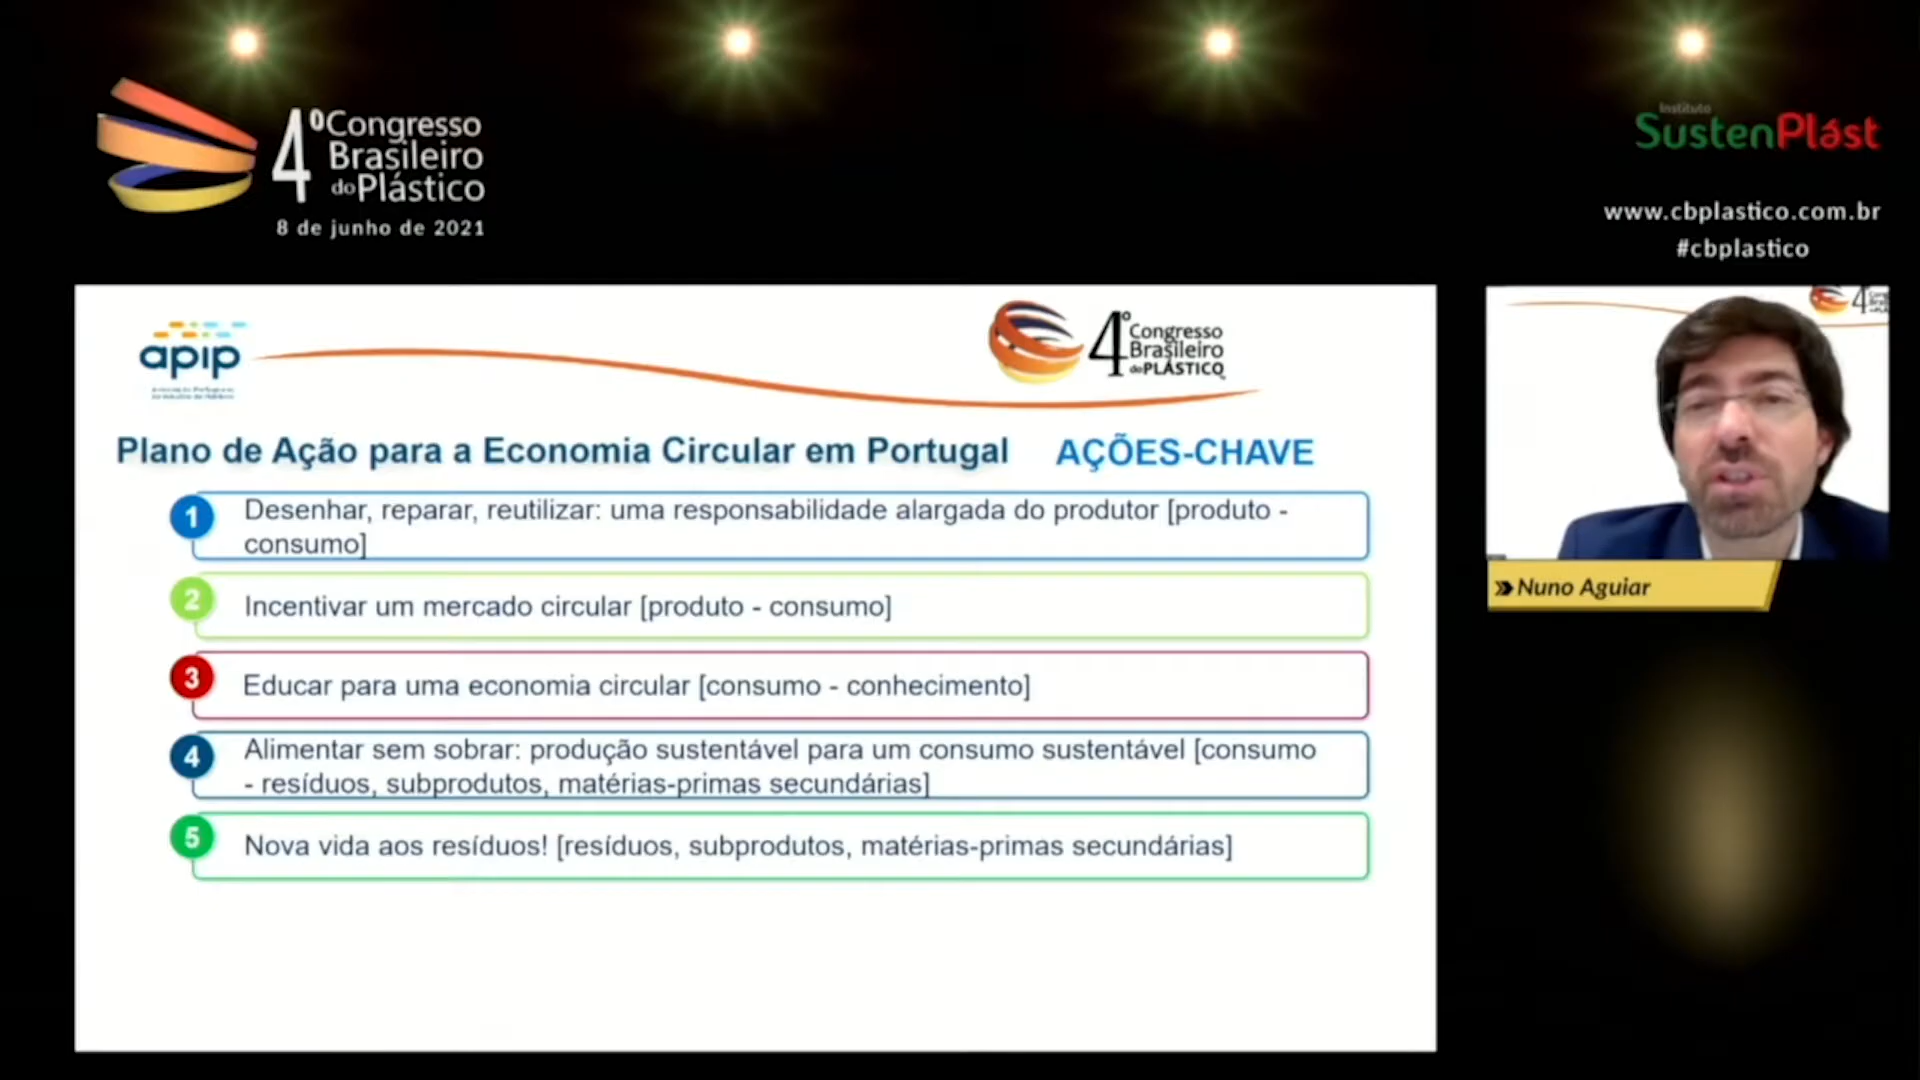 4º Congresso
Brasileiro
do Plástico
8 de junho de 2021
Instituto
SustenPlást
www.cbplastico.com.br
#cbplastico
apip
4º Congresso
Brasileiro
do PLÁSTICO
Plano de Ação para a Economia Circular em Portugal AÇÕES-CHAVE
1 Desenhar, reparar, reutilizar: uma responsabilidade alargada do produtor [produto -
consumo]
2 Incentivar um mercado circular [produto - consumo]
3 Educar para uma economia circular [consumo - conhecimento]
4 Alimentar sem sobrar: produção sustentável para um consumo sustentável [consumo
- resíduos, subprodutos, matérias-primas secundárias]
5 Nova vida aos resíduos! [resíduos, subprodutos, matérias-primas secundárias]
Nuno Aguiar